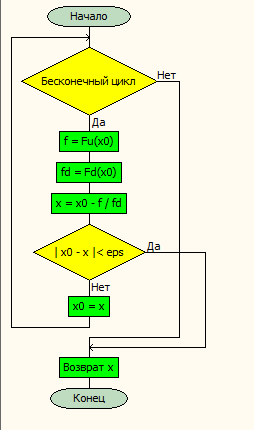 Начало
Бесконечный цикл
Нет
Да
f = Fu(x0)
fd = Fd(x0)
x = x0 - f / fd
| x0 - x |< eps
Да
Нет
x0 = x
Возврат x
Конец